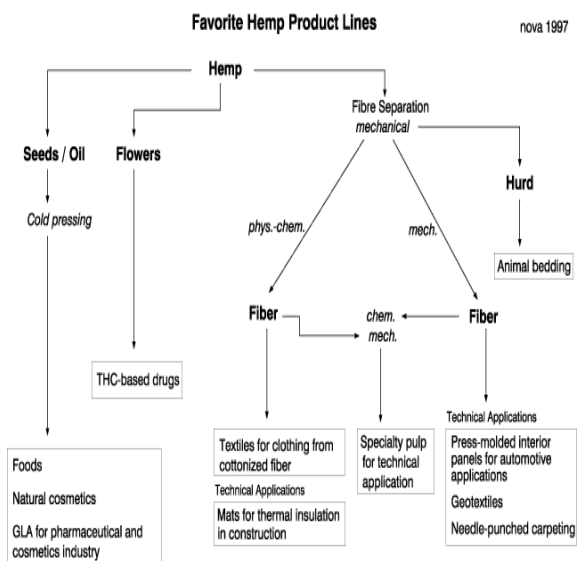 Favorite Hemp Product Lines
nova 1997
Hemp
Fibre Separation
mechanical
Seeds / Oil
Flowers
Hurd
Cold pressing
phys.-chem.
mech.
Animal bedding
Fiber
chem.
mech.
Fiber
THC-based drugs
Foods
Natural cosmetics
GLA for pharmaceutical and
cosmetics industry
Textiles for clothing from
cottonized fiber
Technical Applications
Mats for thermal insulation
in construction
Specialty pulp
for technical
application
Technical Applications
Press-molded interior
panels for automotive
applications
Geotextiles
Needle-punched carpeting